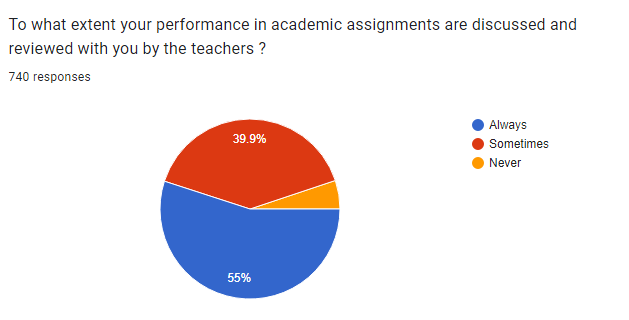 To what extent your performance in academic assignments are discussed and
reviewed with you by the teachers ?
740 responses
39.9%
55%
Always
Sometimes
Never